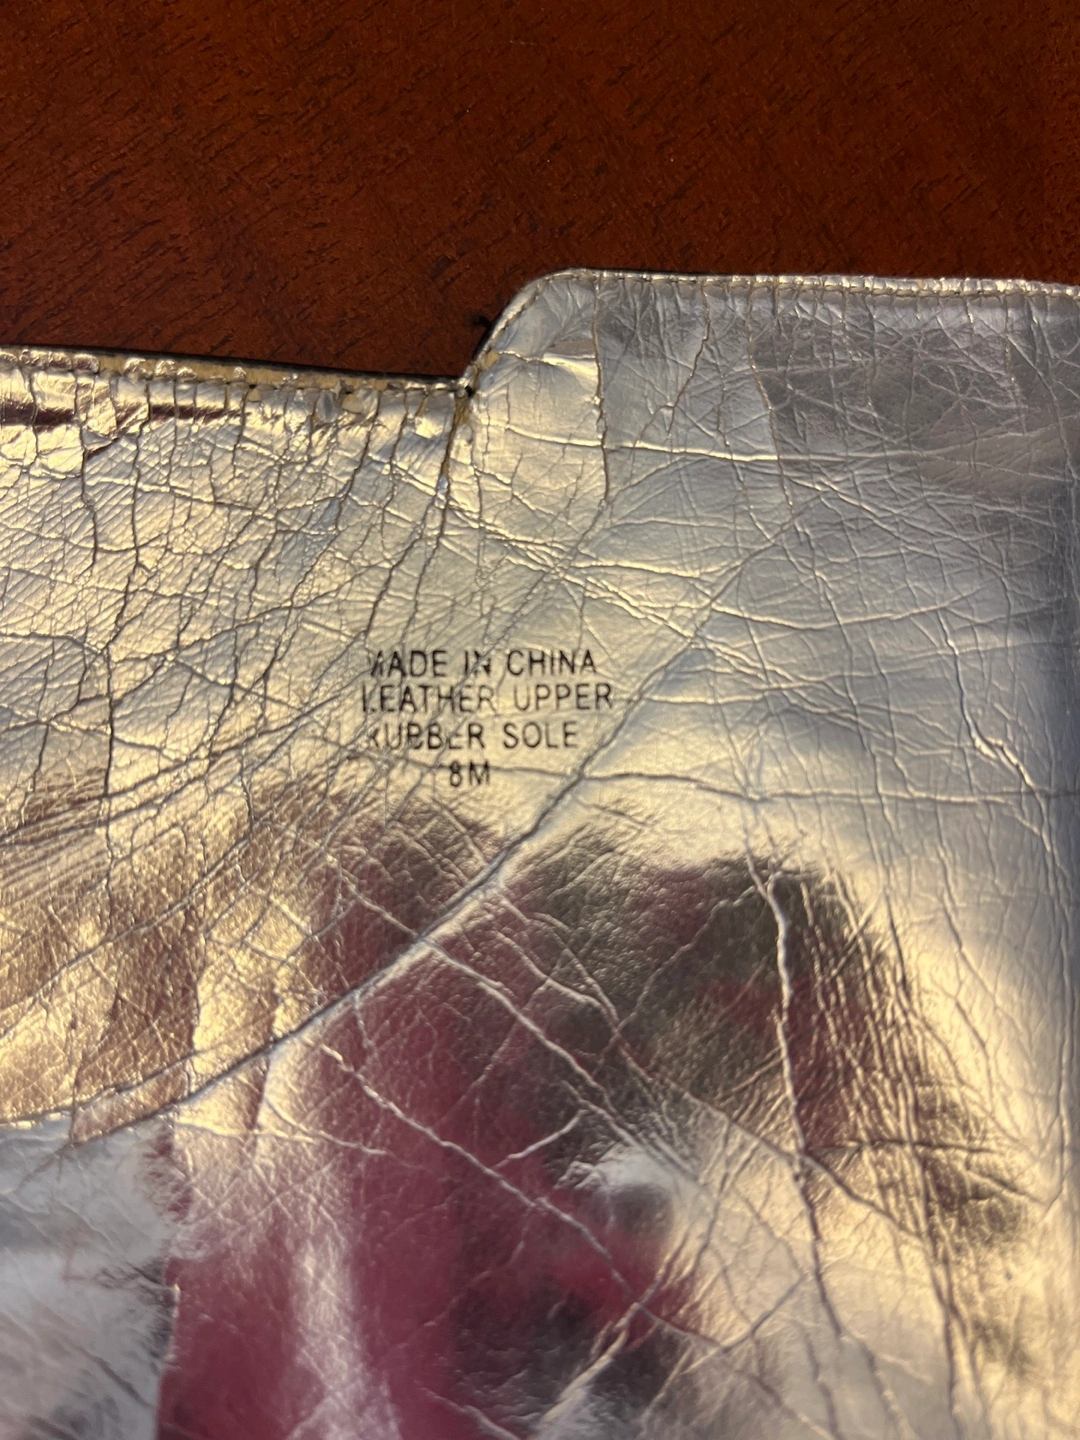 MADE IN CHINA
LEATHER UPPER
RUBBER SOLE
8M